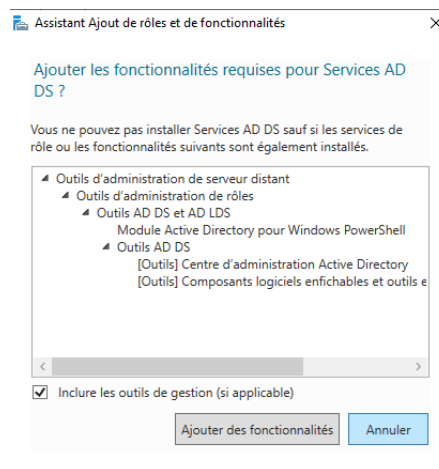 Assistant Ajout de rôles et de fonctionnalités
Ajouter les fonctionnalités requises pour Services AD
DS ?
Vous ne pouvez pas installer Services AD DS sauf si les services de
rôle ou les fonctionnalités suivants sont également installés.
Outils d'administration de serveur distant
Outils d'administration de rôles
Outils AD DS et AD LDS
Module Active Directory pour Windows PowerShell
Outils AD DS
[Outils] Centre d'administration Active Directory
[Outils] Composants logiciels enfichables et outils e
Inclure les outils de gestion (si applicable)
Ajouter des fonctionnalités
Annuler